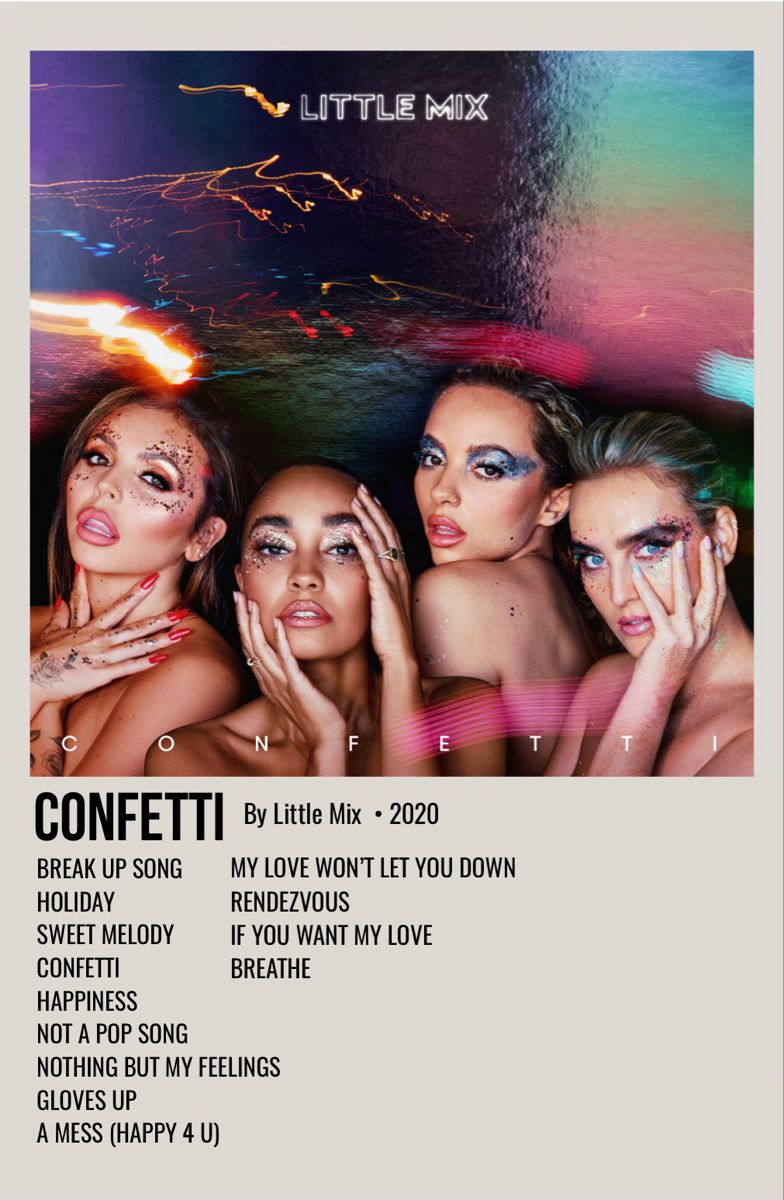 LITTLE MIX
CONFETTI
CONFETTI By Little Mix • 2020
BREAK UP SONG
HOLIDAY
SWEET MELODY
CONFETTI
HAPPINESS
NOT A POP SONG
NOTHING BUT MY FEELINGS
GLOVES UP
A MESS (HAPPY 4 U)
MY LOVE WON’T LET YOU DOWN
RENDEZVOUS
IF YOU WANT MY LOVE
BREATHE